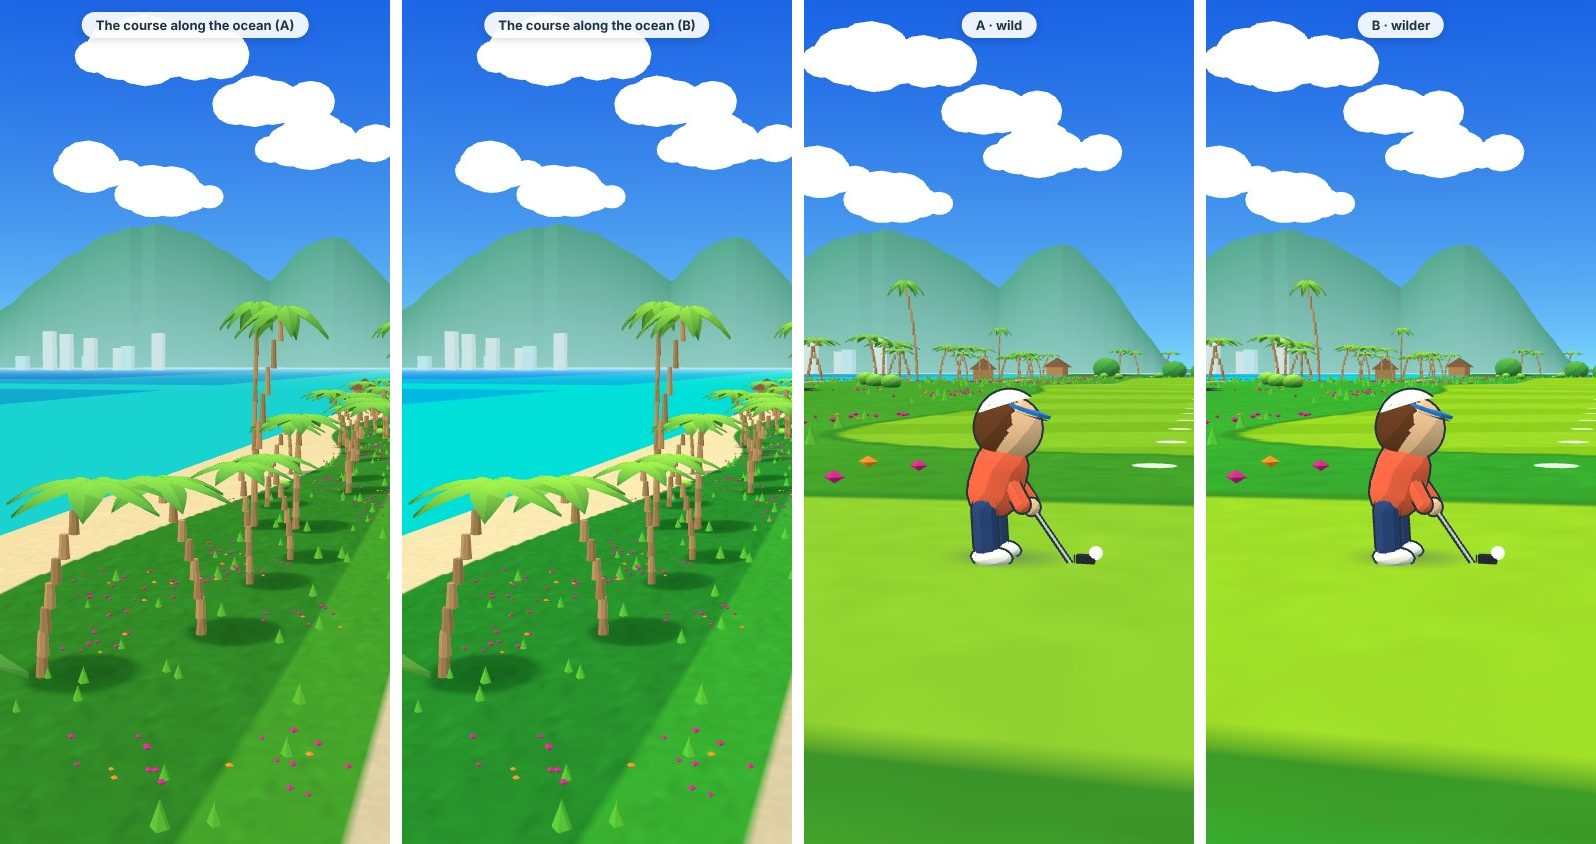 The course along the ocean (A)
The course along the ocean (B)
A · wild
B · wilder